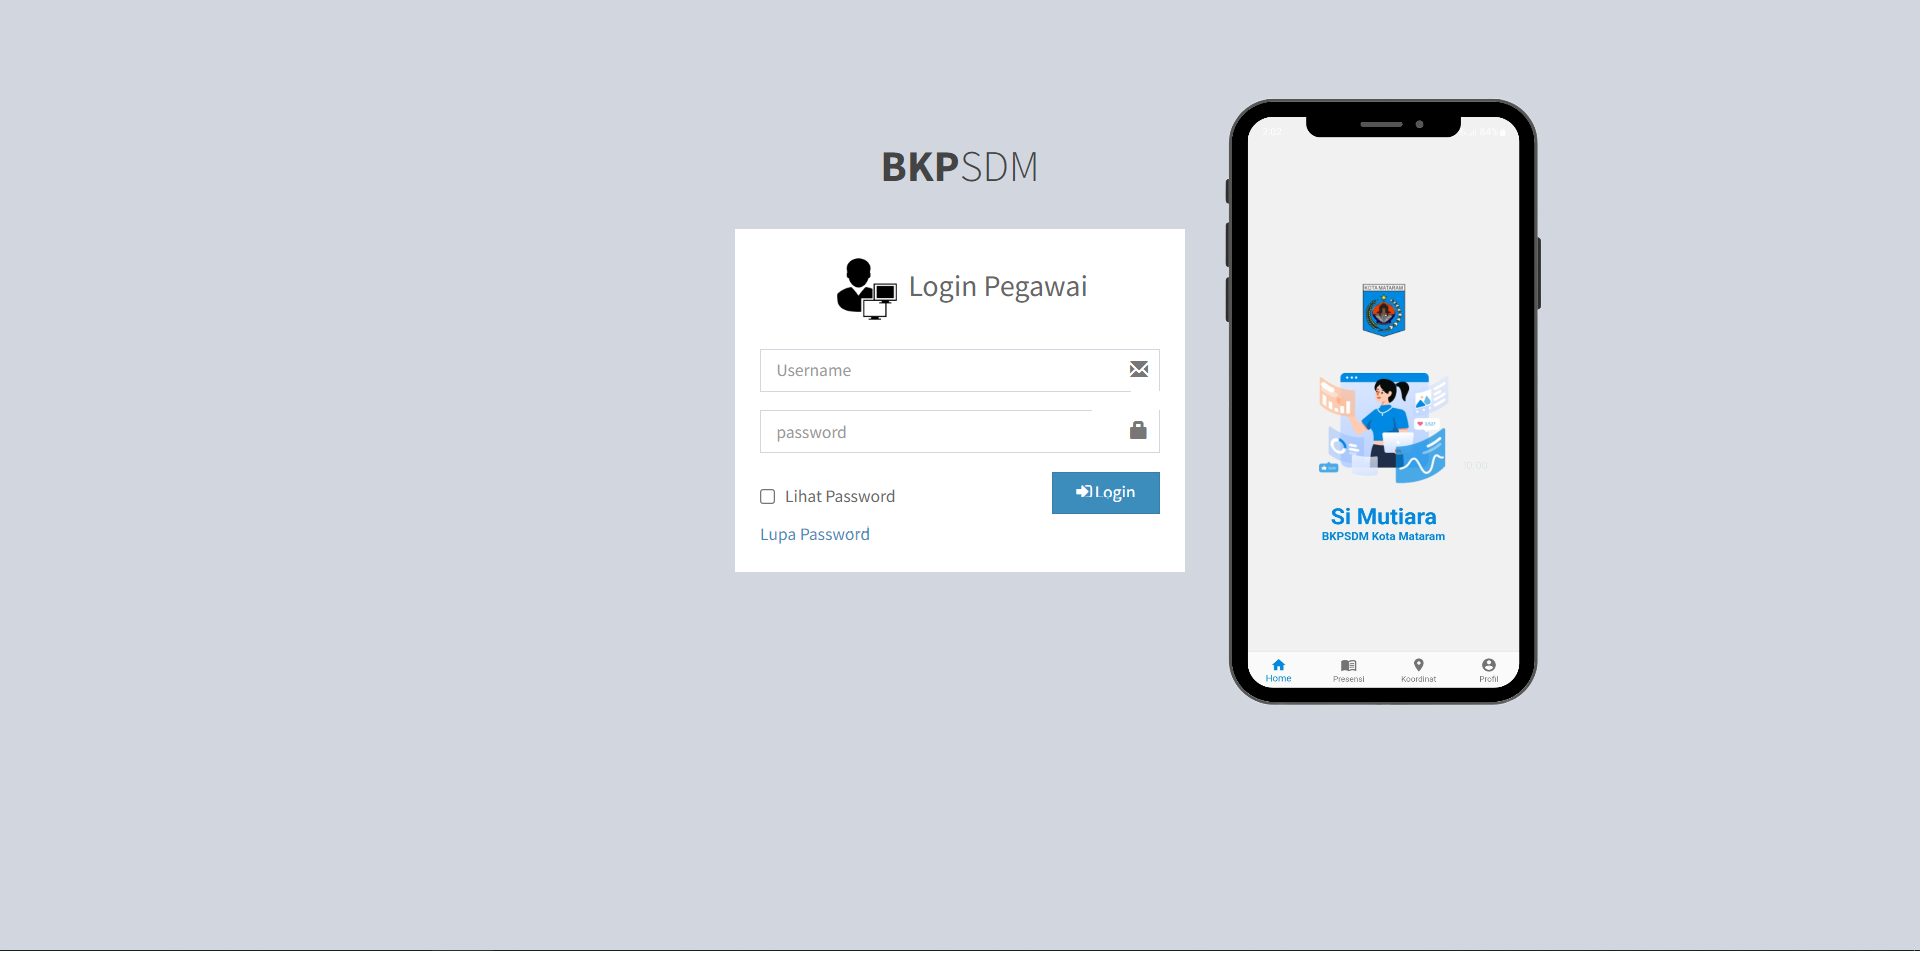 BKPSDM
Login Pegawai
Username
password
Lihat Password
Login
Lupa Password
KOTA MATARAM
Si Mutiara
BKPSDM Kota Mataram
Home
Presensi
Koordinat
Profil